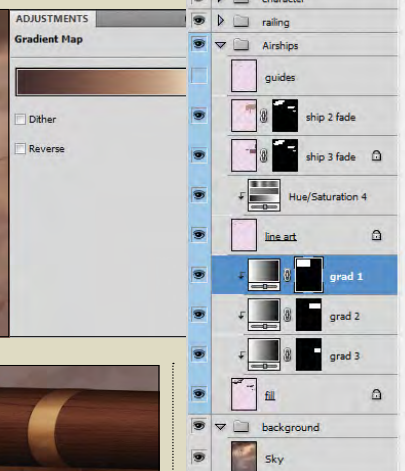 ADJUSTMENTS
Gradient Map
Dither
Reverse
character
railing
Airships
guides
ship 2 fade
ship 3 fade
Hue/Saturation 4
line art
grad 1
grad 2
grad 3
fill
background
Sky